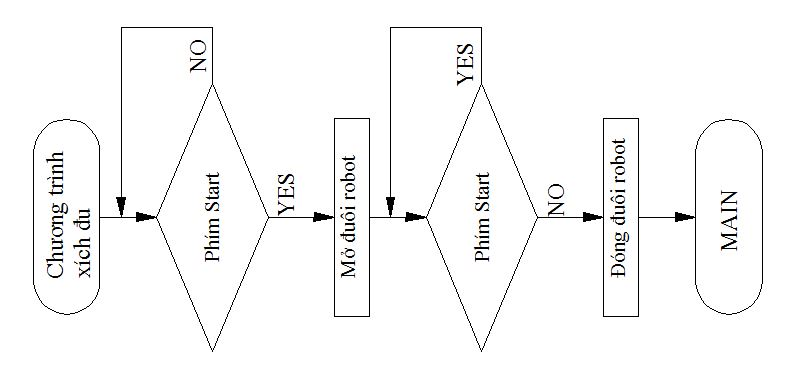 Chương trình
xích đu
Phím Start
NO
YES
Mở đuôi robot
Phím Start
YES
NO
Đóng đuôi robot
MAIN